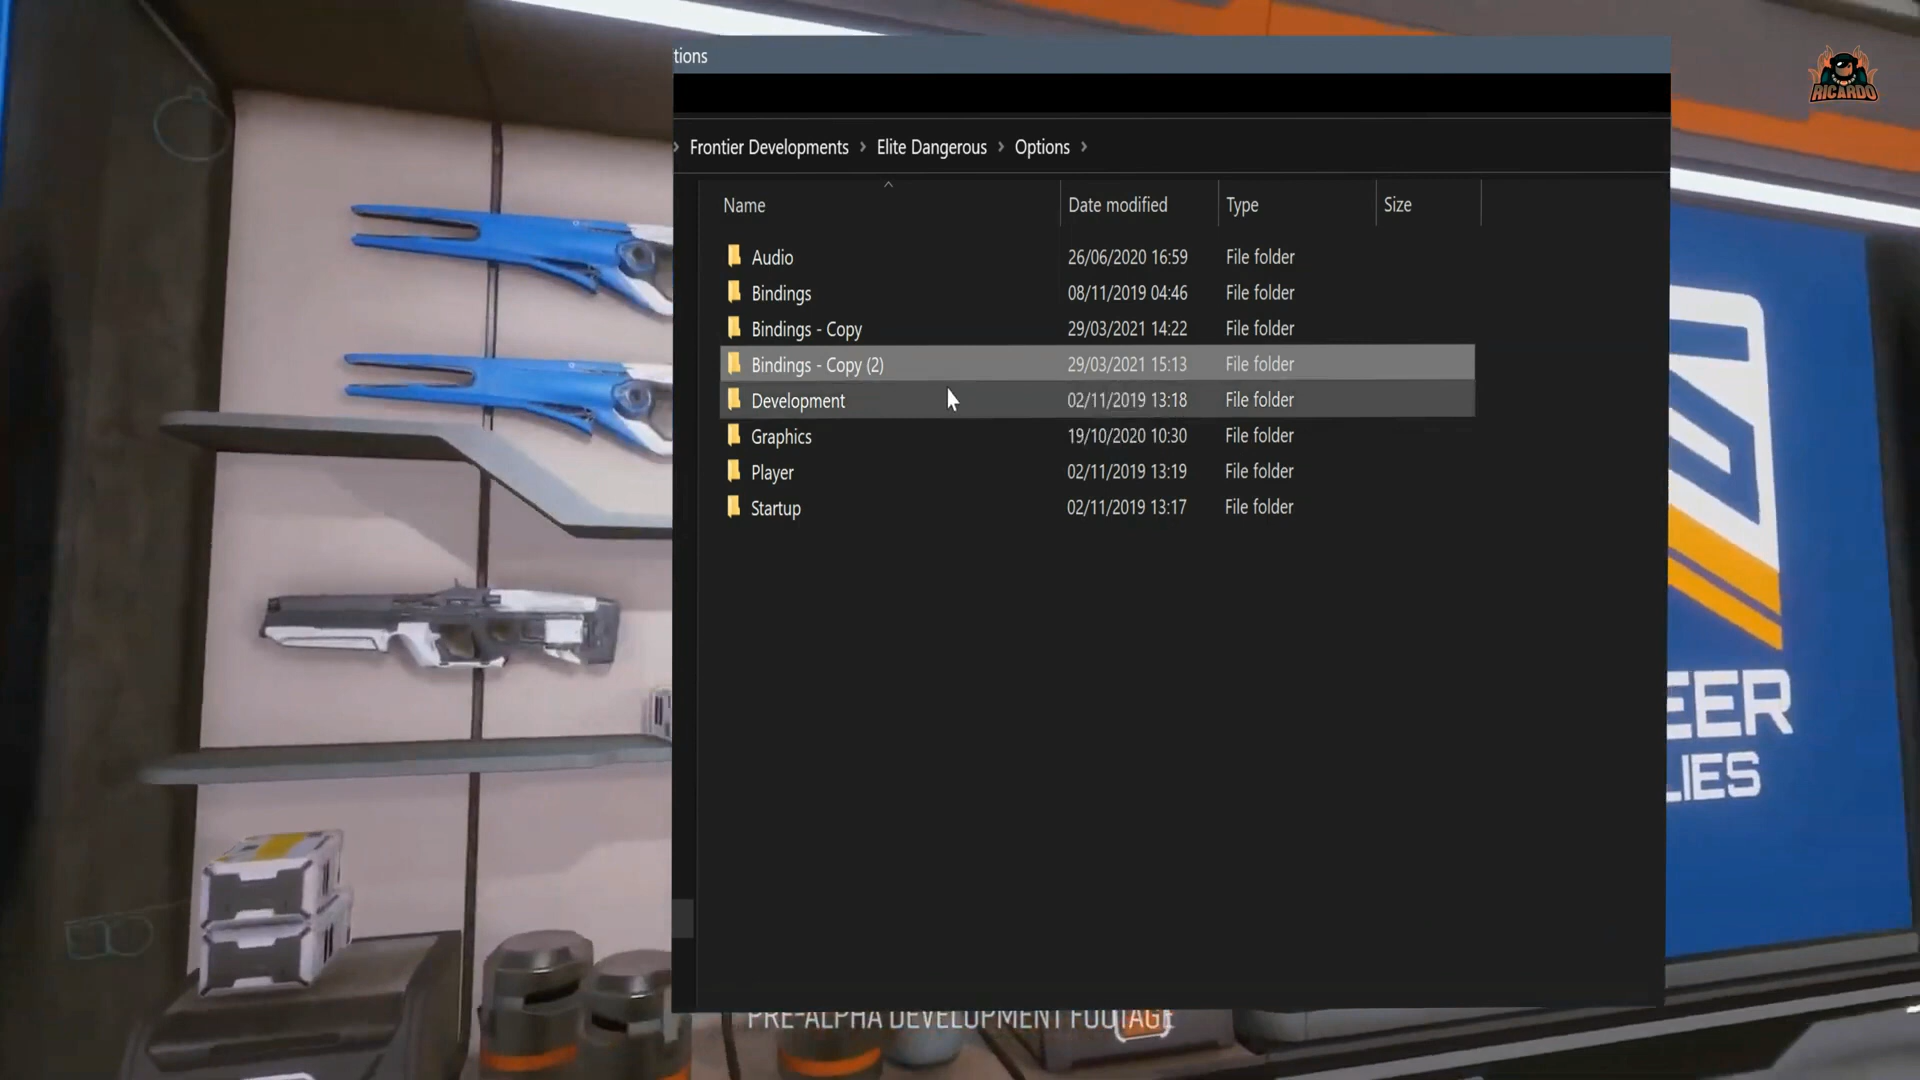 tions
RICARDO
Frontier Developments > Elite Dangerous > Options >
Name Date modified Type Size
Audio 26/06/2020 16:59 File folder
Bindings 08/11/2019 04:46 File folder
Bindings - Copy 29/03/2021 14:22 File folder
Bindings - Copy (2) 29/03/2021 15:13 File folder
Development 02/11/2019 13:18 File folder
Graphics 19/10/2020 10:30 File folder
Player 02/11/2019 13:19 File folder
Startup 02/11/2019 13:17 File folder
EER
LIES
PRE-ALPHA DEVELOPMENT FOOTAGE